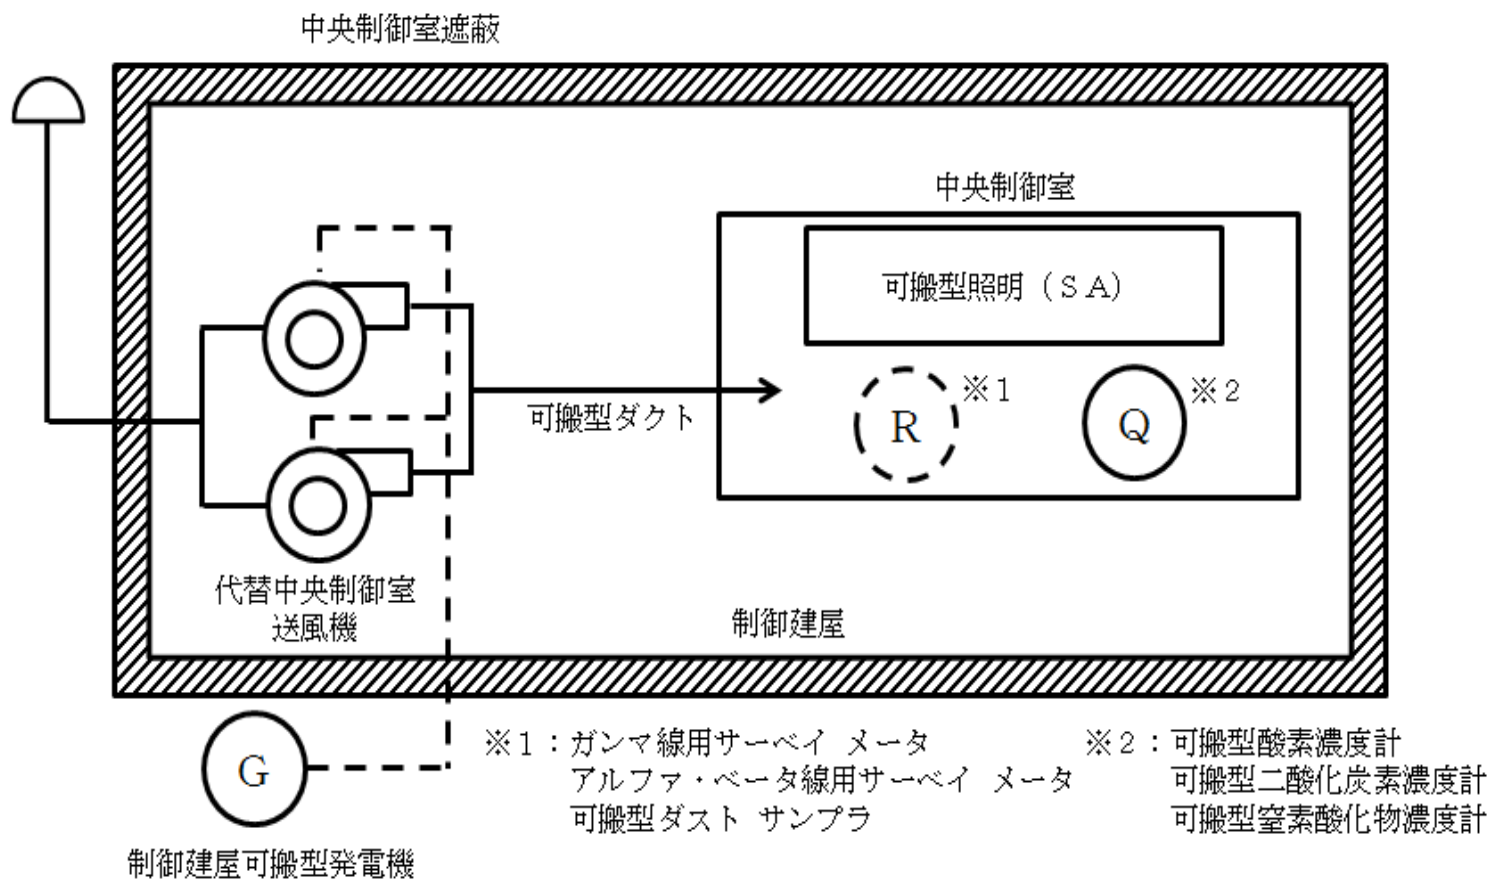 中央制御室遮蔽
中央制御室
可搬型照明（ＳＡ）
※１
※２
R
Q
可搬型ダクト
代替中央制御室
送風機
制御建屋
G
制御建屋可搬型発電機
※１：ガンマ線用サーベイ メータ
アルファ・ベータ線用サーベイ メータ
可搬型ダスト サンプラ
※２：可搬型酸素濃度計
可搬型二酸化炭素濃度計
可搬型窒素酸化物濃度計